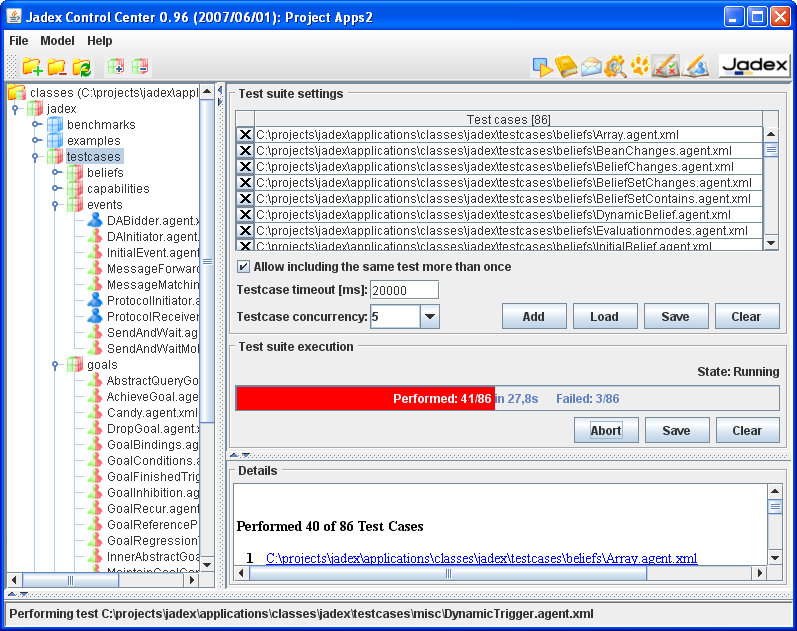 Jadex Control Center 0.96 (2007/06/01): Project Apps2
File Model Help
Jadex
classes (C:\projects\jadex\appl
jadex
benchmarks
examples
testcases
beliefs
capabilities
events
DABidder.agent.x
DAInitiator.agent.
InitialEvent.agent
MessageForward
MessageMatchin
ProtocolInitiator.a
ProtocolReceiver
SendAndWait.ag
SendAndWaitMol
goals
AbstractQueryGo
AchieveGoal.age
Candy.agent.xml
DropGoal.agent.x
GoalBindings.ag
GoalConditions.a
GoalFinishedTrig
GoalInhibition.ag
GoalRecur.agent
GoalReferenceP
GoalRegression
InnerAbstractGoa
MaintainGoalCon
Test suite settings
Test cases [86]
C:\projects\jadex\applications\classes\jadex\testcases\beliefs\Array.agent.xml
C:\projects\jadex\applications\classes\jadex\testcases\beliefs\BeanChanges.agent.xml
C:\projects\jadex\applications\classes\jadex\testcases\beliefs\BeliefChanges.agent.xml
C:\projects\jadex\applications\classes\jadex\testcases\beliefs\BeliefSetChanges.agent.xml
C:\projects\jadex\applications\classes\jadex\testcases\beliefs\BeliefSetContains.agent.xml
C:\projects\jadex\applications\classes\jadex\testcases\beliefs\DynamicBelief.agent.xml
C:\projects\jadex\applications\classes\jadex\testcases\beliefs\Evaluationmodes.agent.xml
C:\projects\jadex\applications\classes\jadex\testcases\beliefs\InitialBelief.agent.xml
Allow including the same test more than once
Testcase timeout [ms]: 20000
Testcase concurrency: 5
Add Load Save Clear
Test suite execution
State: Running
Performed: 41/86 in 27,8s Failed: 3/86
Abort Save Clear
Details
Performed 40 of 86 Test Cases
1 C:\projects\jadex\applications\classes\jadex\testcases\beliefs\Array.agent.xml
Performing test C:\projects\jadex\applications\classes\jadex\testcases\misc\DynamicTrigger.agent.xml